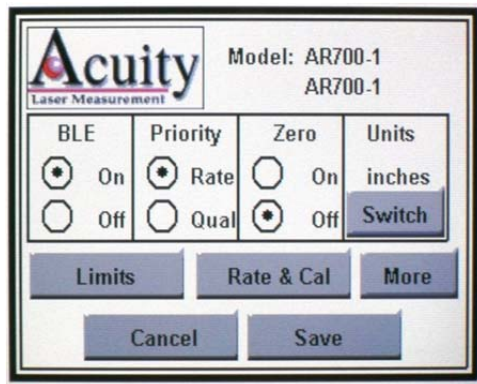 Acuity
Laser Measurement
Model: AR700-1
AR700-1
BLE Priority Zero Units
On Rate On inches
Off Qual Off Switch
Limits Rate & Cal More
Cancel Save